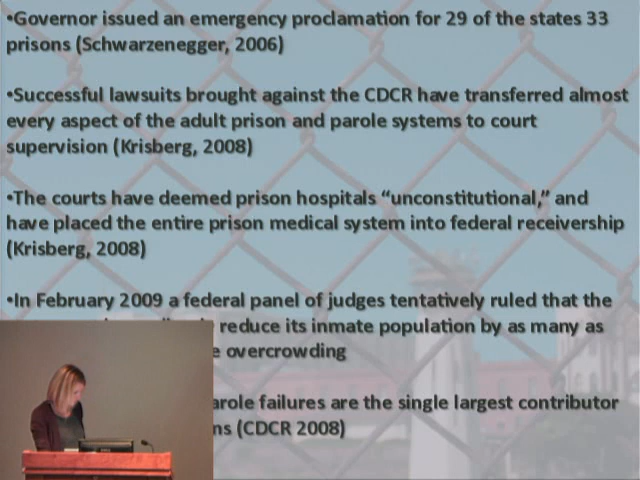 •Governor issued an emergency proclamation for 29 of the states 33
prisons (Schwarzenegger, 2006)
•Successful lawsuits brought against the CDCR have transferred almost
every aspect of the adult prison and parole systems to court
supervision (Krisberg, 2008)
•The courts have deemed prison hospitals “unconstitutional,” and
have placed the entire prison medical system into federal receivership
(Krisberg, 2008)
•In February 2009 a federal panel of judges tentatively ruled that the
reduce its inmate population by as many as
overcrowding
failures are the single largest contributor
(CDCR 2008)